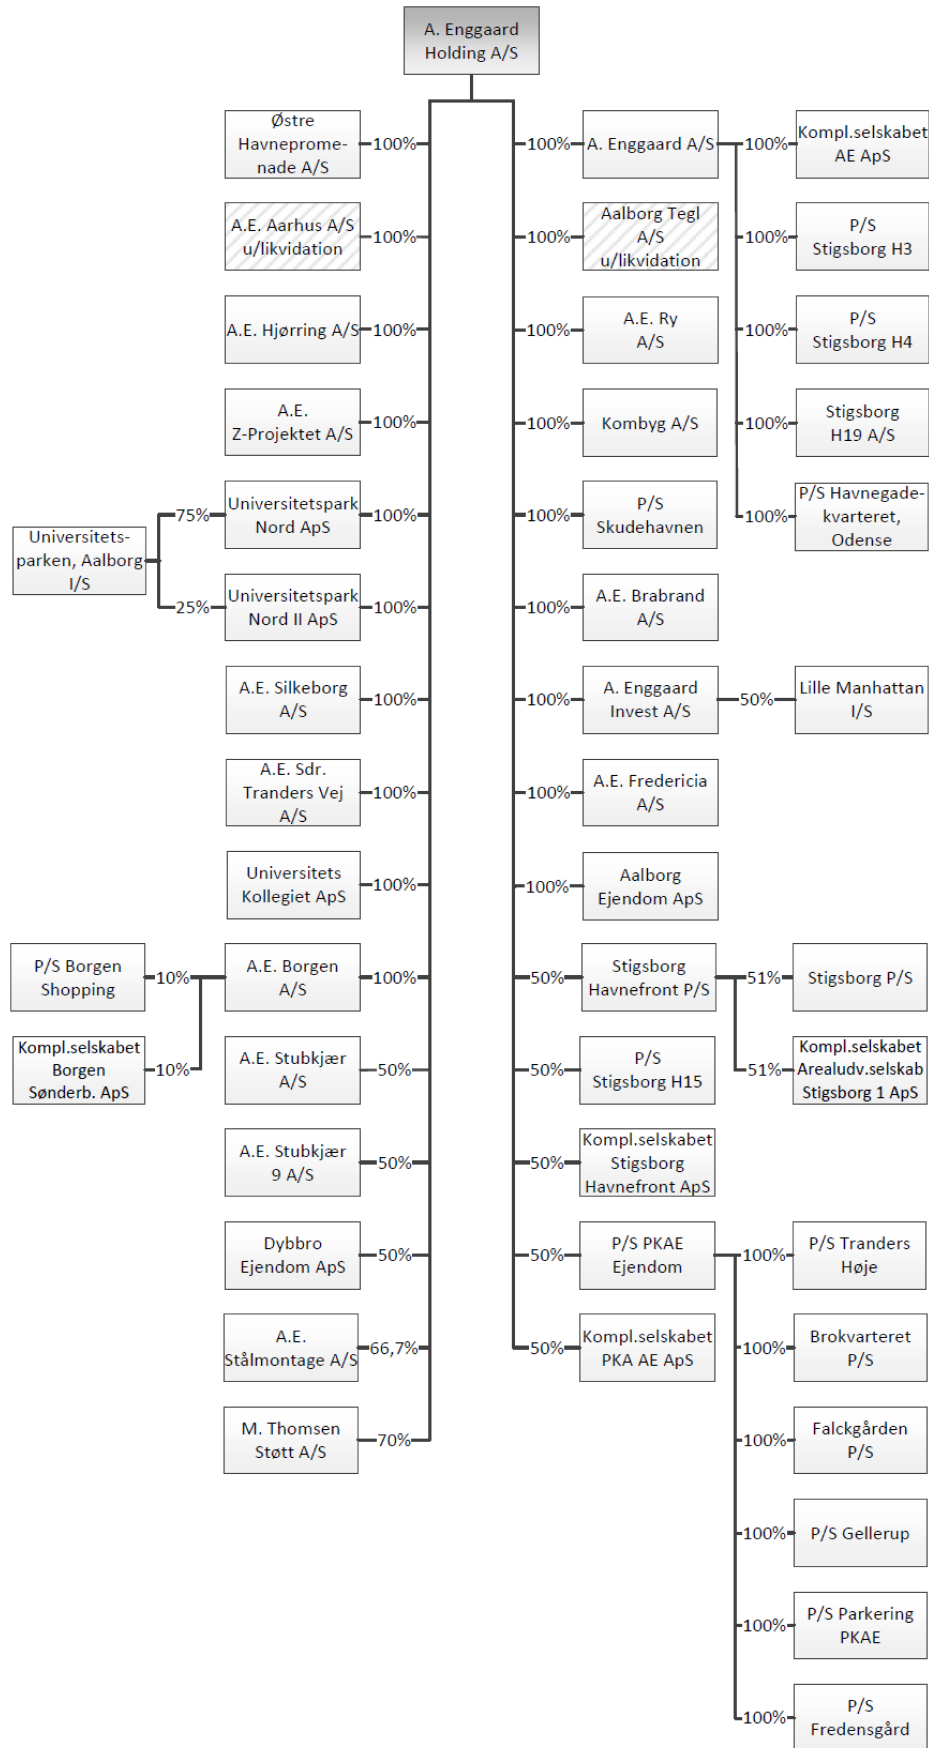 A. Enggaard
Holding A/S
Østre
Havneprome-
nade A/S
100%
100%
A. Enggaard A/S
100%
Kompl.selskabet
AE ApS
A.E. Aarhus A/S
u/likvidation
100%
100%
Aalborg Tegl
A/S
u/likvidation
100%
P/S
Stigsborg H3
A.E. Hjørring A/S
100%
100%
A.E. Ry
A/S
100%
P/S
Stigsborg H4
A.E.
Z-Projektet A/S
100%
100%
Kombyg A/S
100%
Stigsborg
H19 A/S
Universitets-
parken, Aalborg
I/S
75%
Universitetspark
Nord ApS
100%
100%
P/S
Skudehavnen
100%
P/S Havnegade-
kvarteret,
Odense
25%
Universitetspark
Nord II ApS
100%
100%
A.E. Brabrand
A/S
A.E. Silkeborg
A/S
100%
100%
A. Enggaard
Invest A/S
50%
Lille Manhattan
I/S
A.E. Sdr.
Tranders Vej
A/S
100%
100%
A.E. Fredericia
A/S
Universitets
Kollegiet ApS
100%
100%
Aalborg
Ejendom ApS
P/S Borgen
Shopping
10%
A.E. Borgen
A/S
100%
50%
Stigsborg
Havnefront P/S
51%
Stigsborg P/S
Kompl.selskabet
Borgen
Sønderb. ApS
10%
A.E. Stubkjær
A/S
50%
50%
P/S
Stigsborg H15
51%
Kompl.selskabet
Arealudv.selskab
Stigsborg 1 ApS
A.E. Stubkjær
9 A/S
50%
50%
Kompl.selskabet
Stigsborg
Havnefront ApS
Dybbro
Ejendom ApS
50%
50%
P/S PKAE
Ejendom
100%
P/S Tranders
Høje
A.E.
Stålmontage A/S
66,7%
50%
Kompl.selskabet
PKA AE ApS
100%
Brokvarteret
P/S
M. Thomsen
Støtt A/S
70%
100%
Falckgården
P/S
100%
P/S Gellerup
100%
P/S Parkering
PKAE
100%
P/S
Fredensgård